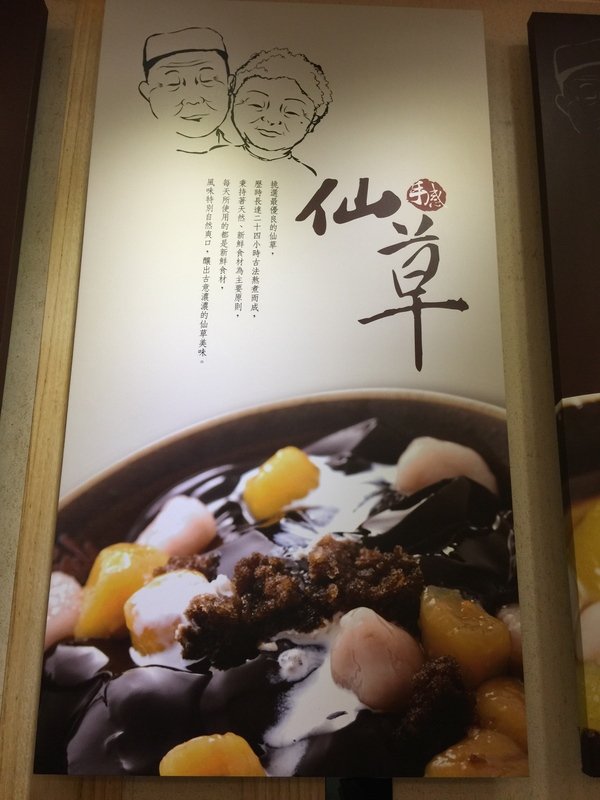 手感
仙草
挑選最優良的仙草，
歷時長達二十四小時古法熬煮而成，
秉持著天然、新鮮食材為主要原則，
每天所使用的都是新鮮食材，
風味特別自然爽口，釀出古意濃濃的仙草美味。